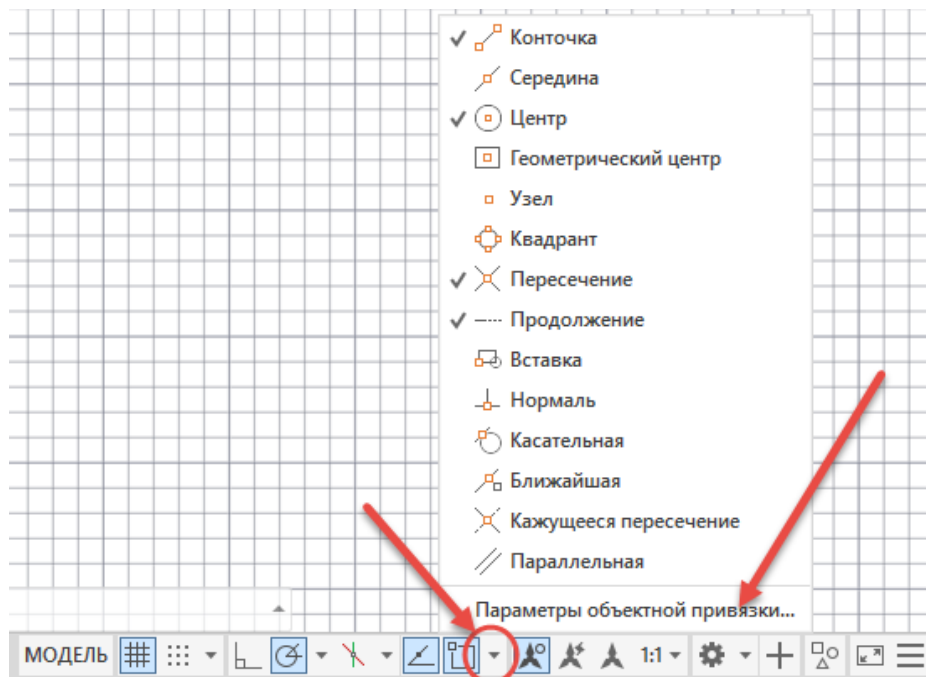 Конточка
Середина
Центр
Геометрический центр
Узел
Квадрант
Пересечение
Продолжение
Вставка
Нормаль
Касательная
Ближайшая
Кажущееся пересечение
Параллельная
Параметры объектной привязки...
МОДЕЛЬ 1:1